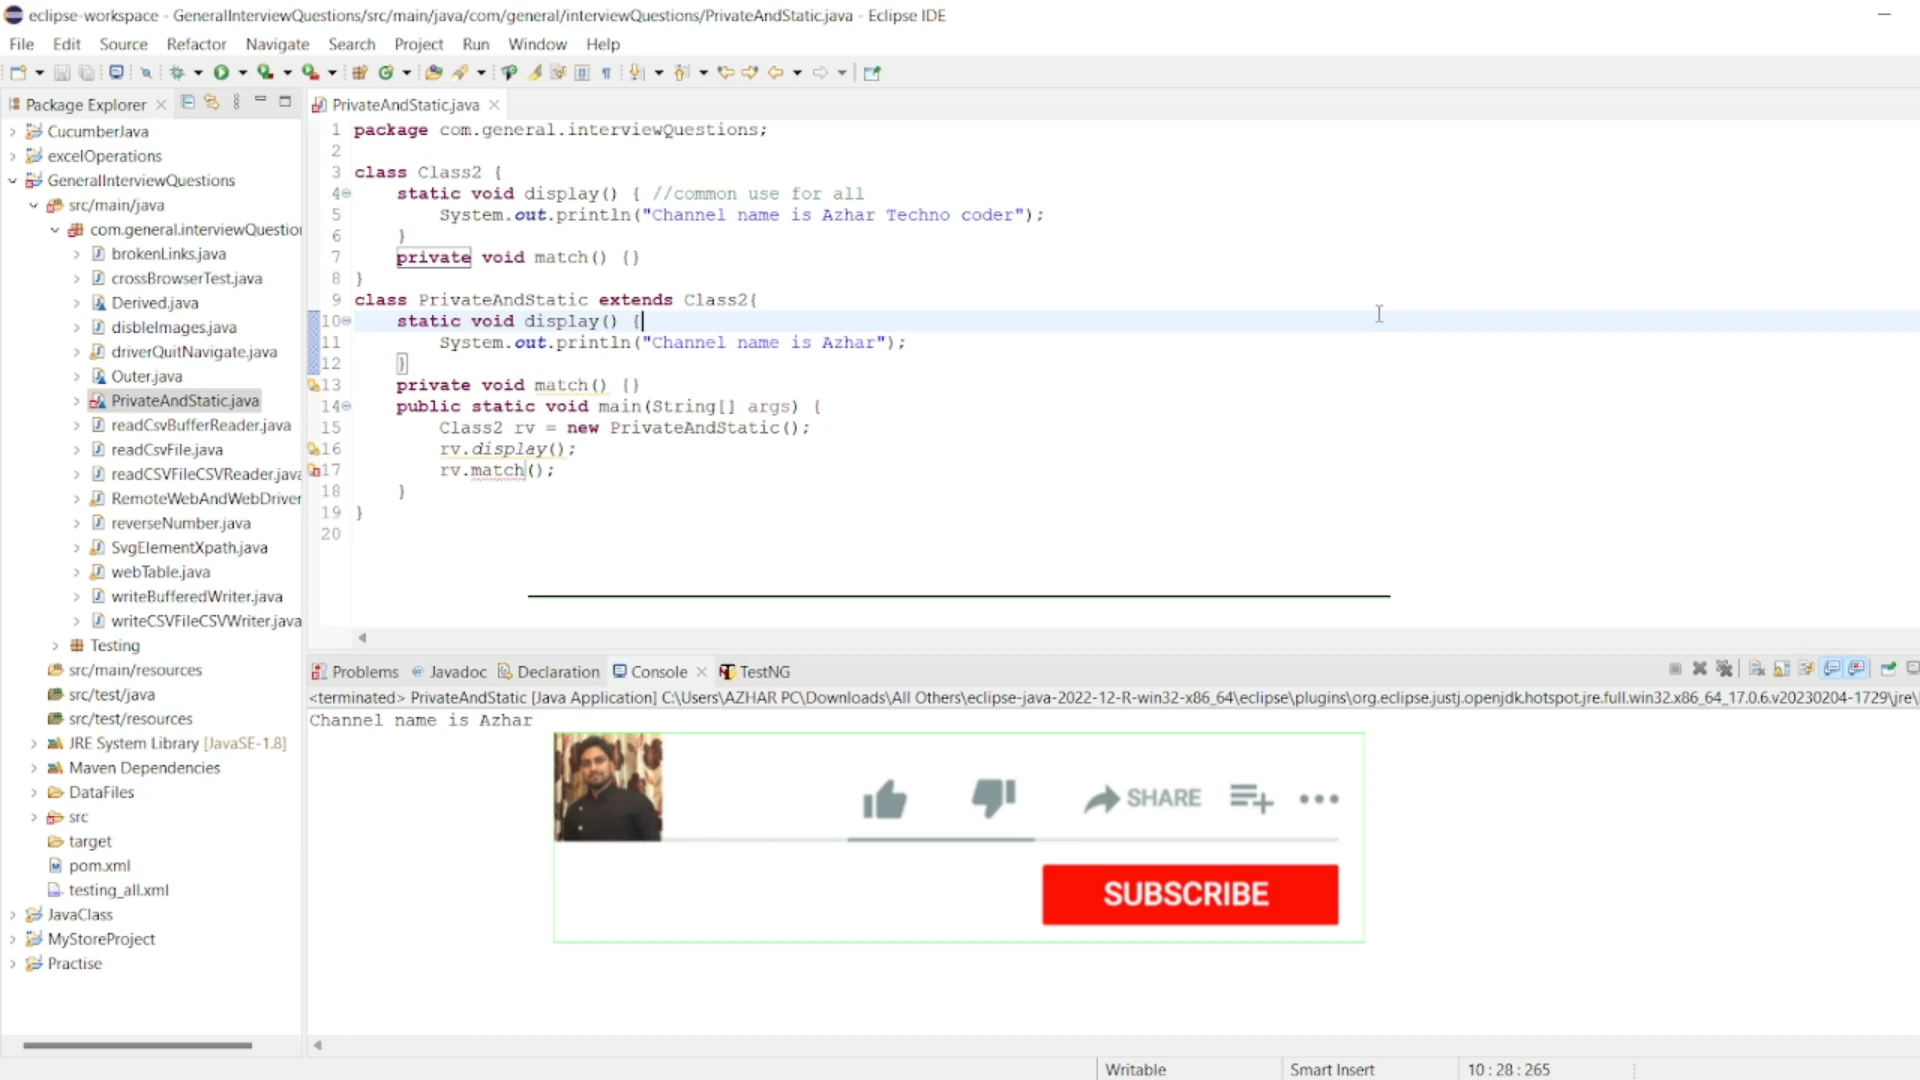 eclipse-workspace - GeneralInterviewQuestions/src/main/java/com/general/interviewQuestions/PrivateAndStatic.java - Eclipse IDE
File Edit Source Refactor Navigate Search Project Run Window Help
Package Explorer
CucumberJava
excelOperations
GeneralInterviewQuestions
src/main/java
com.general.interviewQuestio
brokenLinks.java
crossBrowserTest.java
Derived.java
disbleImages.java
driverQuitNavigate.java
Outer.java
PrivateAndStatic.java
readCsvBufferReader.java
readCsvFile.java
readCSVFileCSVReader.java
RemoteWebAndWebDriver
reverseNumber.java
SvgElementXpath.java
webTable.java
writeBufferedWriter.java
writeCSVFileCSVWriter.java
Testing
src/main/resources
src/test/java
src/test/resources
JRE System Library [JavaSE-1.8]
Maven Dependencies
DataFiles
src
target
pom.xml
testing_all.xml
JavaClass
MyStoreProject
Practise
PrivateAndStatic.java
1 package com.general.interviewQuestions;
2
3 class Class2 {
4 static void display() { //common use for all
5 System.out.println("Channel name is Azhar Techno coder");
6 }
7 private void match() {}
8 }
9 class PrivateAndStatic extends Class2{
10 static void display() {
11 System.out.println("Channel name is Azhar");
12 }
13 private void match() {}
14 public static void main(String[] args) {
15 Class2 rv = new PrivateAndStatic();
16 rv.display();
17 rv.match();
18 }
19 }
20
Problems Javadoc Declaration Console TestNG
<terminated> PrivateAndStatic [Java Application] C:\Users\AZHAR PC\Downloads\All Others\eclipse-java-2022-12-R-win32-x86_64\eclipse\plugins\org.eclipse.justj.openjdk.hotspot.jre.full.win32.x86_64_17.0.6.v20230204-1729\jre\
Channel name is Azhar
SHARE
SUBSCRIBE
Writable Smart Insert 10 : 28 : 265